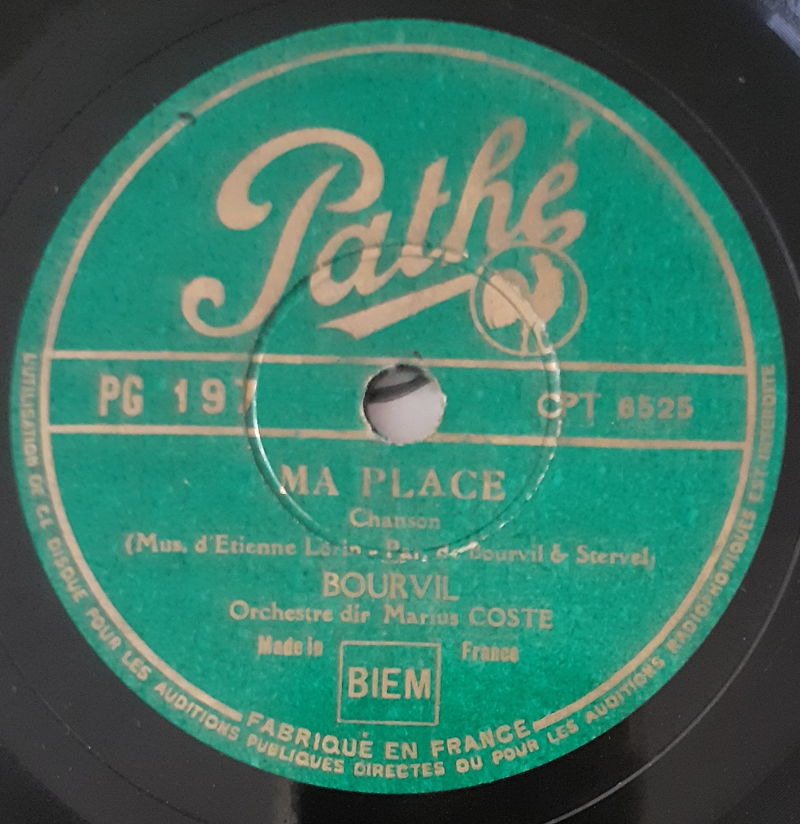 Pathé
PG 197 CPT 6525
MA PLACE
Chanson
(Mus. d'Etienne Lorin - Par. de Bourvil & Stervel)
BOURVIL
Orchestre dir Marius COSTE
Made in France
BIEM
FABRIQUÉ EN FRANCE
L'UTILISATION DE CE DISQUE POUR LES AUDITIONS PUBLIQUES DIRECTES OU POUR LES AUDITIONS RADIOPHONIQUES EST INTERDITE